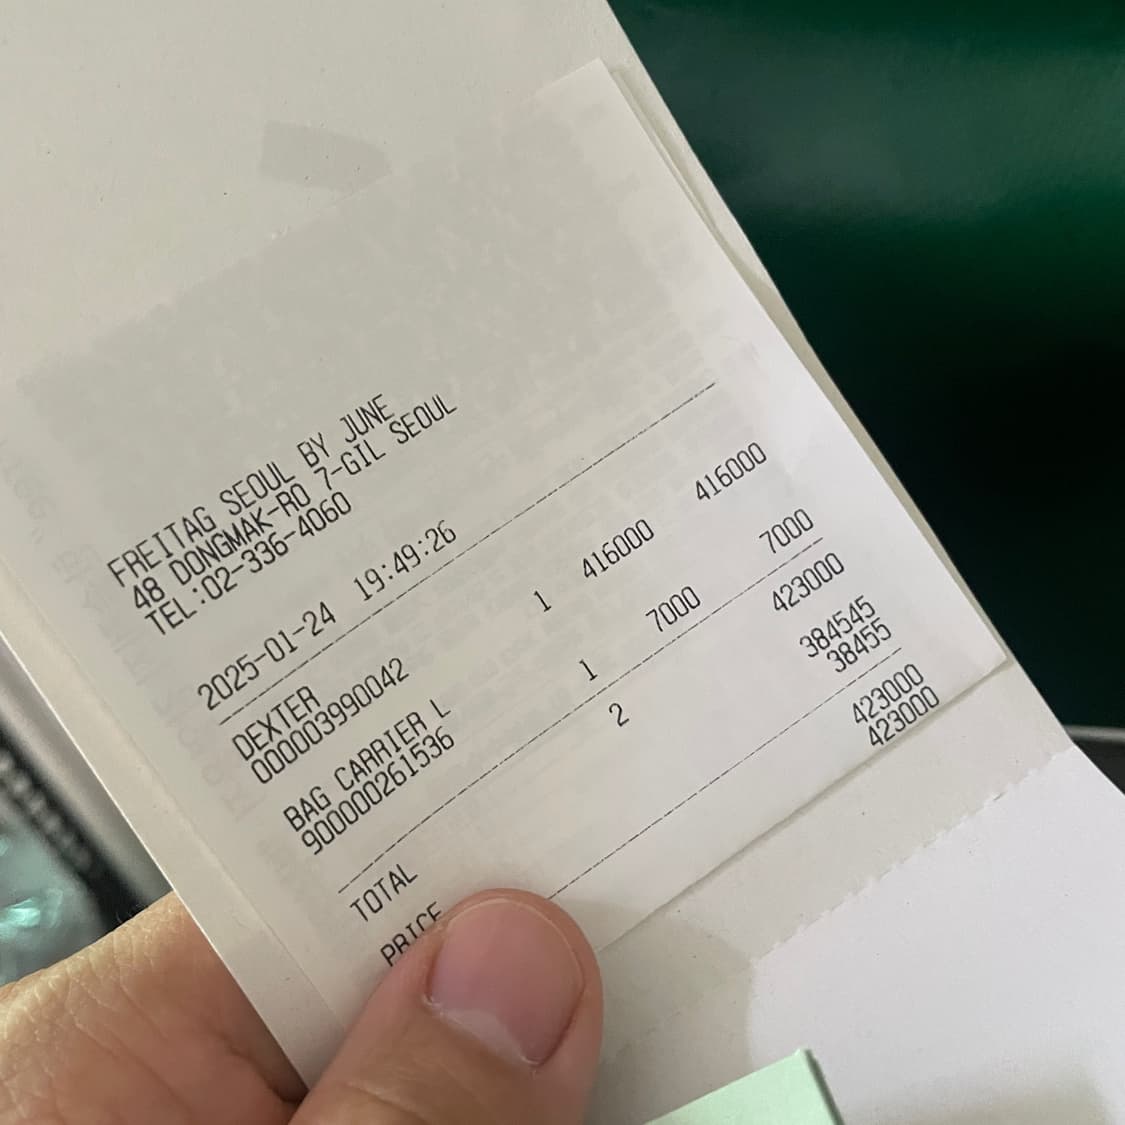 FREITAG SEOUL BY JUNE
48 DONGMAK-RO 7-GIL SEOUL
TEL:02-336-4060
2025-01-24 19:49:26
DEXTER
000003990042 1 416000 416000
BAG CARRIER L
900000261536 1 7000 7000
TOTAL 2 423000
PRICE 384545
38455
423000
423000